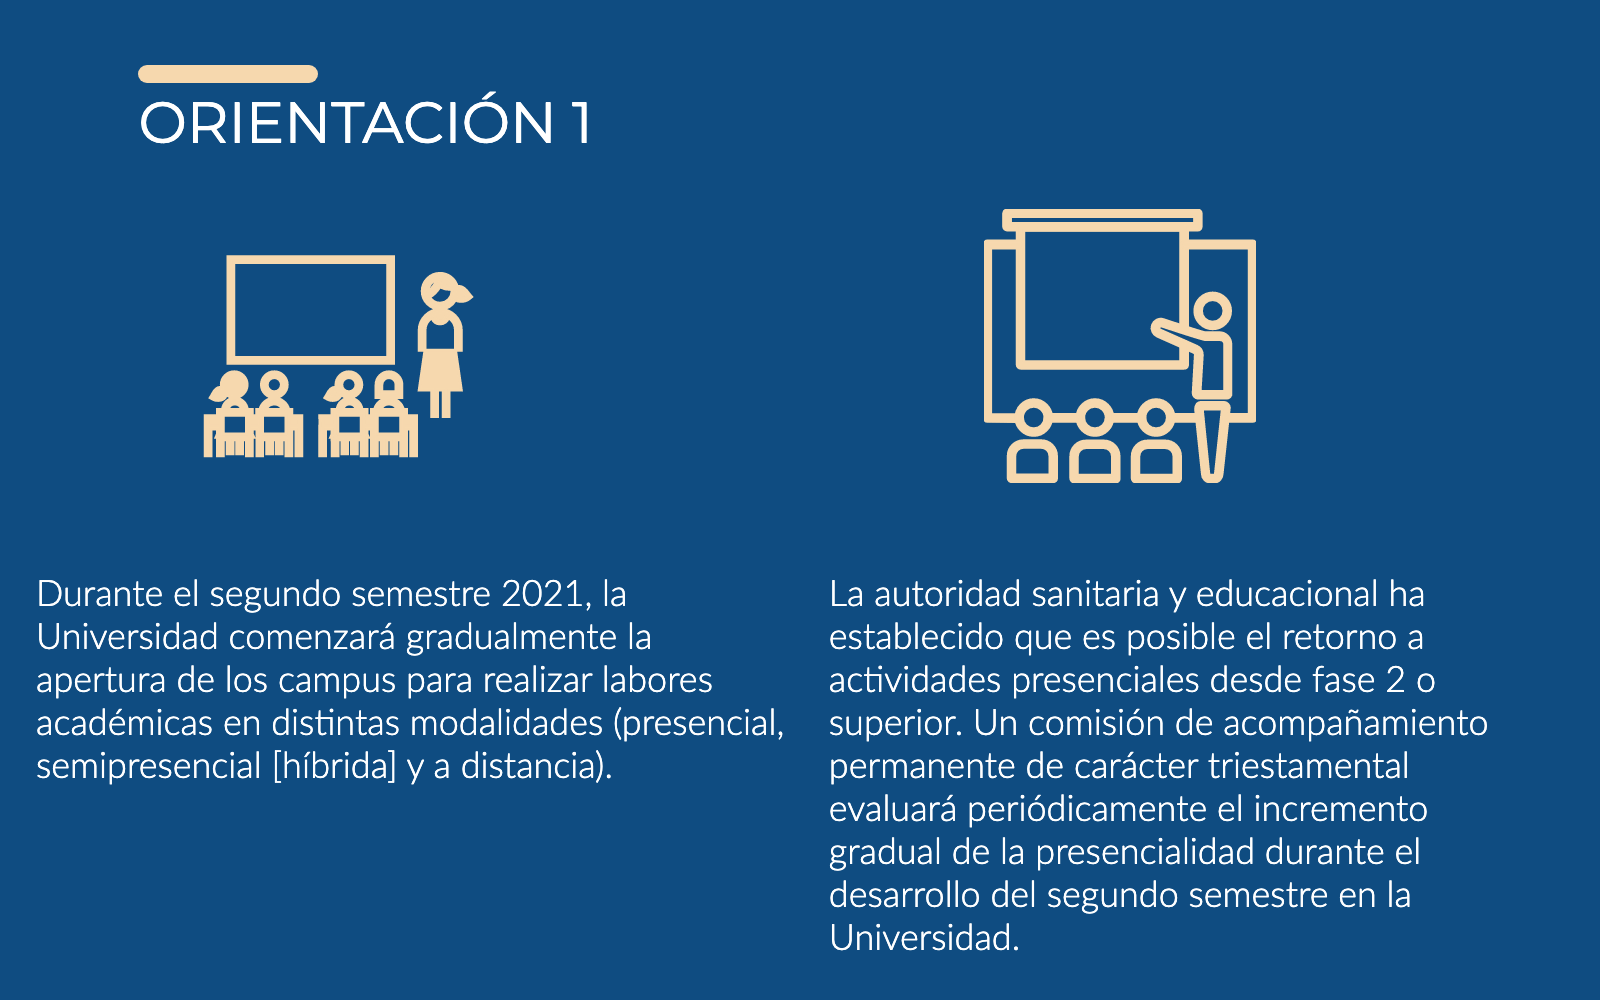 ORIENTACIÓN 1
Durante el segundo semestre 2021, la
Universidad comenzará gradualmente la
apertura de los campus para realizar labores
académicas en distintas modalidades (presencial,
semipresencial [híbrida] y a distancia).
La autoridad sanitaria y educacional ha
establecido que es posible el retorno a
actividades presenciales desde fase 2 o
superior. Un comisión de acompañamiento
permanente de carácter triestamental
evaluará periódicamente el incremento
gradual de la presencialidad durante el
desarrollo del segundo semestre en la
Universidad.